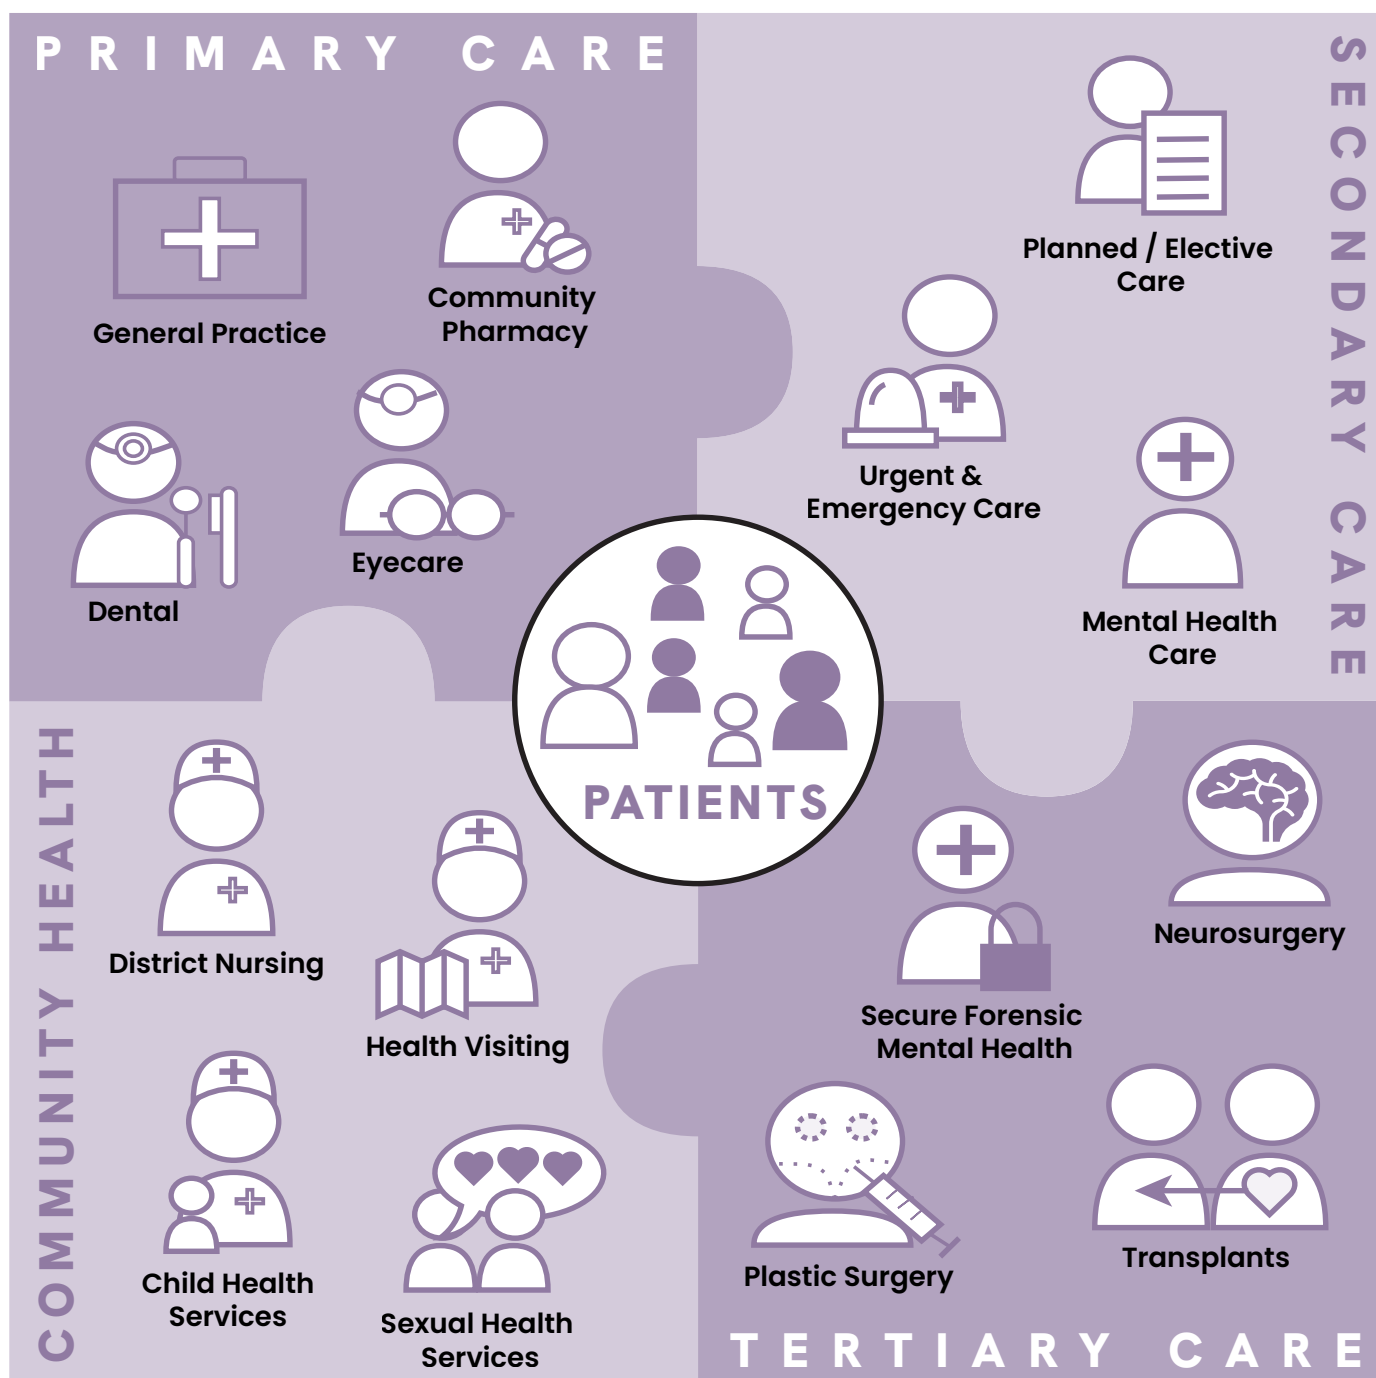 PRIMARY CARE
General Practice
Community
Pharmacy
Dental
Eyecare
SECONDARY CARE
Planned / Elective
Care
Urgent &
Emergency Care
Mental Health
Care
PATIENTS
COMMUNITY HEALTH
District Nursing
Health Visiting
Child Health
Services
Sexual Health
Services
Neurosurgery
Secure Forensic
Mental Health
Plastic Surgery
Transplants
TERTIARY CARE